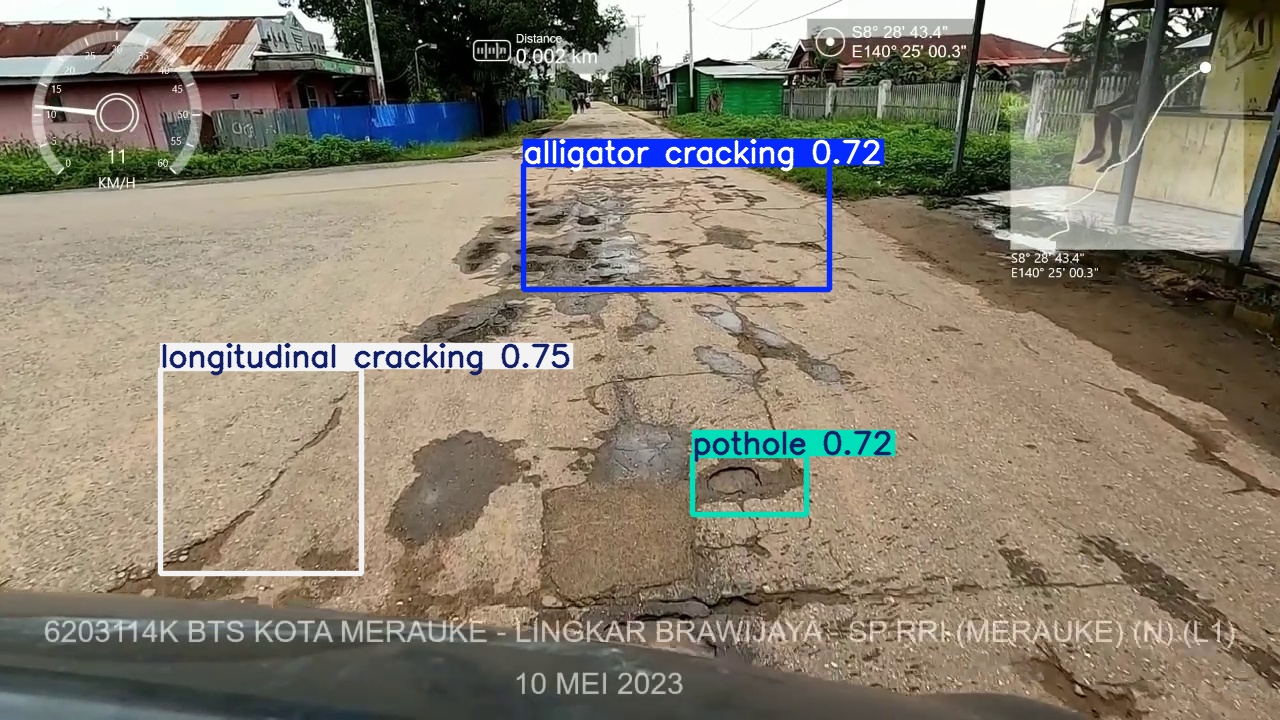 Distance
0.002 km
S8° 28' 43.4"
E140° 25' 00.3"
0
5
10
15
20
25
30
35
40
45
50
55
60
11
KM/H
alligator cracking 0.72
S8° 28' 43.4"
E140° 25' 00.3"
longitudinal cracking 0.75
pothole 0.72
6203114K BTS KOTA MERAUKE - LINGKAR BRAWIJAYA - SP RRI (MERAUKE) (N) (L1)
10 MEI 2023